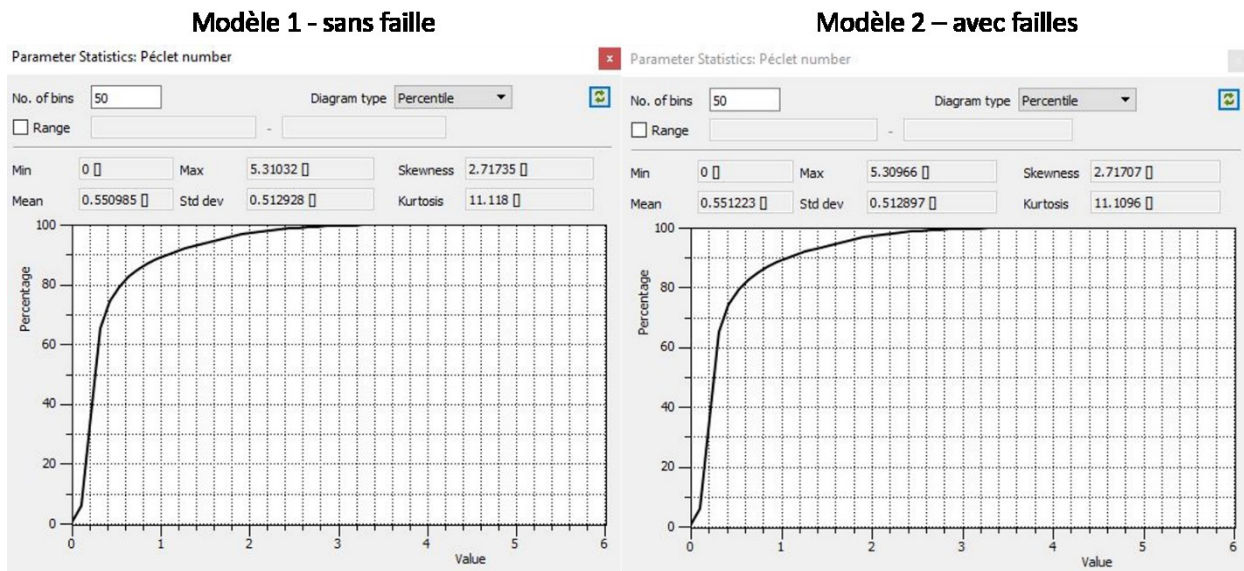 Modèle 1 - sans faille
Parameter Statistics: Péclet number
x
No. of bins 50 Diagram type Percentile
Range -
Min 0 [] Max 5.31032 [] Skewness 2.71735 []
Mean 0.550985 [] Std dev 0.512928 [] Kurtosis 11.118 []
100
80
60
40
20
0
Percentage
0 1 2 3 4 5 6
Value
Modèle 2 – avec failles
Parameter Statistics: Péclet number
x
No. of bins 50 Diagram type Percentile
Range -
Min 0 [] Max 5.30966 [] Skewness 2.71707 []
Mean 0.551223 [] Std dev 0.512897 [] Kurtosis 11.1096 []
100
80
60
40
20
0
Percentage
0 1 2 3 4 5 6
Value